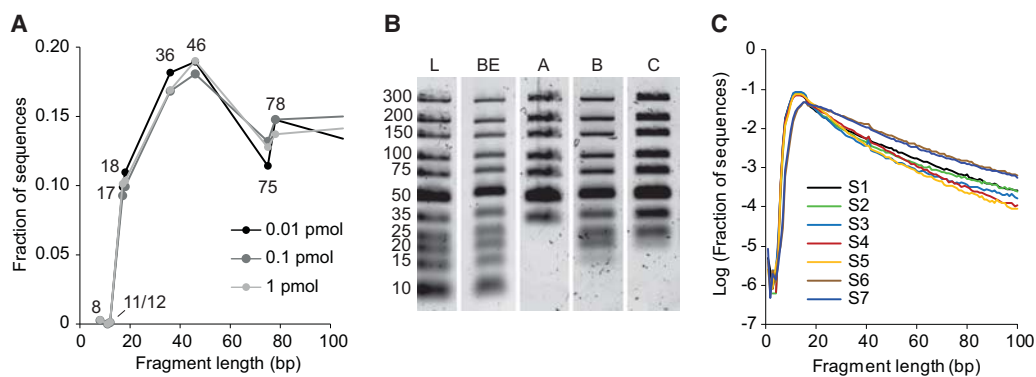 A
0.20
0.15
0.10
0.05
0
Fraction of sequences
0 20 40 60 80 100
Fragment length (bp)
8
11/12
17
18
36
46
75
78
0.01 pmol
0.1 pmol
1 pmol
B
L BE A B C
300
200
150
100
75
50
35
25
20
15
10
C
0
-1
-2
-3
-4
-5
-6
-7
Log (Fraction of sequences)
0 20 40 60 80 100
Fragment length (bp)
S1
S2
S3
S4
S5
S6
S7